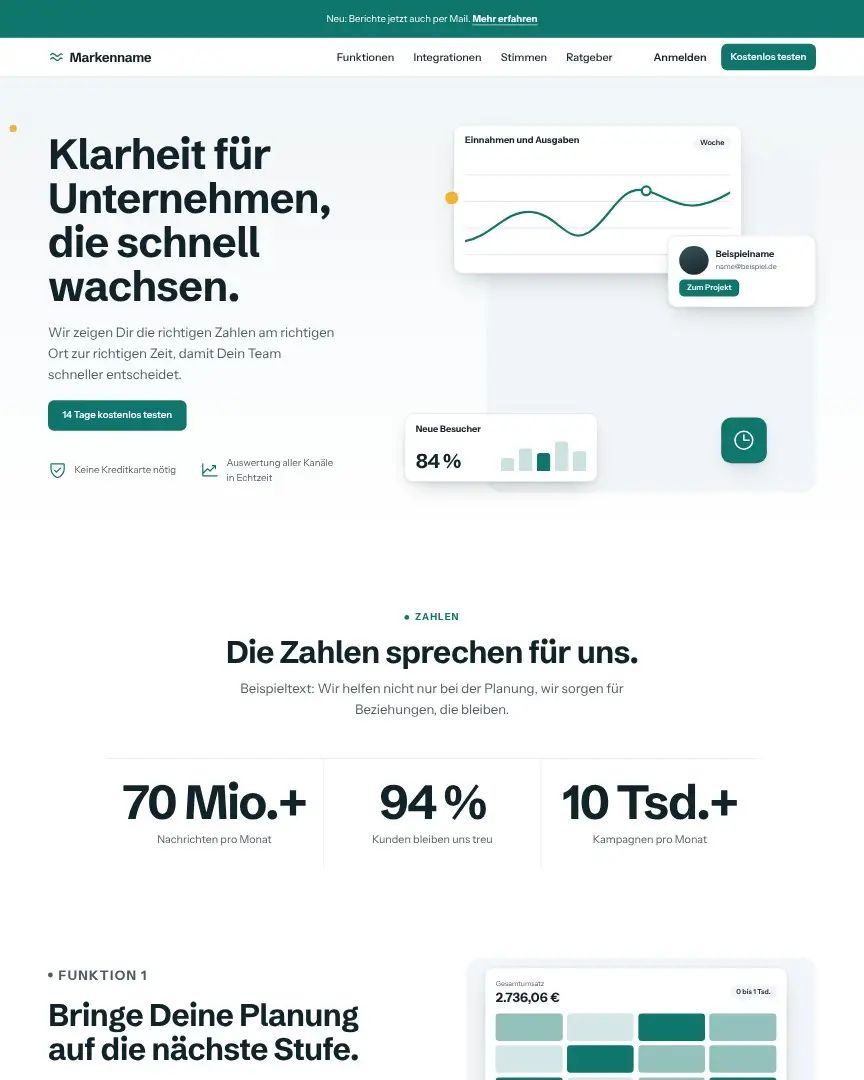 Neu: Berichte jetzt auch per Mail. Mehr erfahren
Markenname
Funktionen Integrationen Stimmen Ratgeber Anmelden Kostenlos testen
Klarheit für
Unternehmen,
die schnell
wachsen.
Wir zeigen Dir die richtigen Zahlen am richtigen
Ort zur richtigen Zeit, damit Dein Team
schneller entscheidet.
14 Tage kostenlos testen
Keine Kreditkarte nötig
Auswertung aller Kanäle
in Echtzeit
Einnahmen und Ausgaben
Woche
Beispielname
name@beispiel.de
Zum Projekt
Neue Besucher
84 %
ZAHLEN
Die Zahlen sprechen für uns.
Beispieltext: Wir helfen nicht nur bei der Planung, wir sorgen für
Beziehungen, die bleiben.
70 Mio.+
Nachrichten pro Monat
94 %
Kunden bleiben uns treu
10 Tsd.+
Kampagnen pro Monat
FUNKTION 1
Bringe Deine Planung
auf die nächste Stufe.
Gesamtumsatz
2.736,06 €
0 bis 1 Tsd.